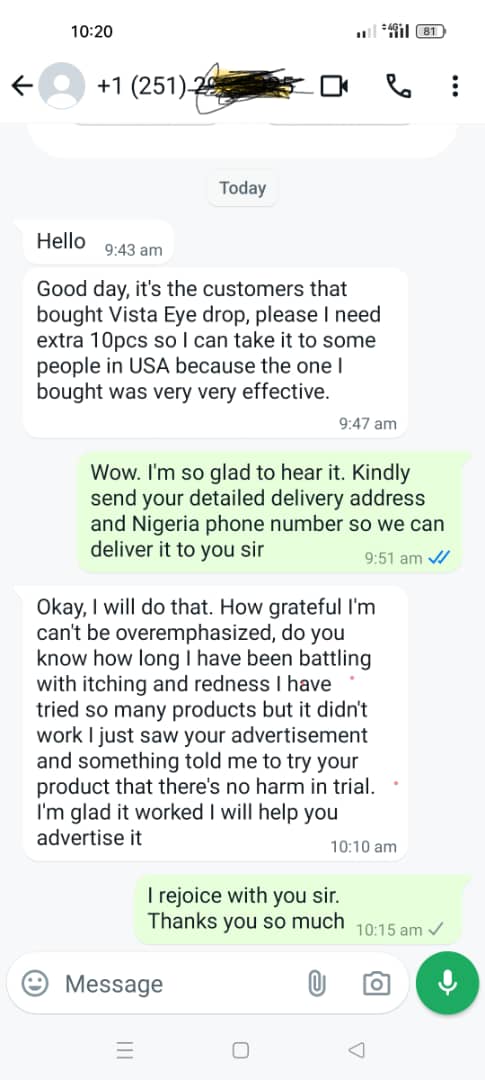 10:20
4G
81
+1 (251)
Today
Hello
9:43 am
Good day, it's the customers that
bought Vista Eye drop, please I need
extra 10pcs so I can take it to some
people in USA because the one I
bought was very very effective.
9:47 am
Wow. I'm so glad to hear it. Kindly
send your detailed delivery address
and Nigeria phone number so we can
deliver it to you sir
9:51 am
Okay, I will do that. How grateful I'm
can't be overemphasized, do you
know how long I have been battling
with itching and redness I have
tried so many products but it didn't
work I just saw your advertisement
and something told me to try your
product that there's no harm in trial.
I'm glad it worked I will help you
advertise it
10:10 am
I rejoice with you sir.
Thanks you so much
10:15 am
Message